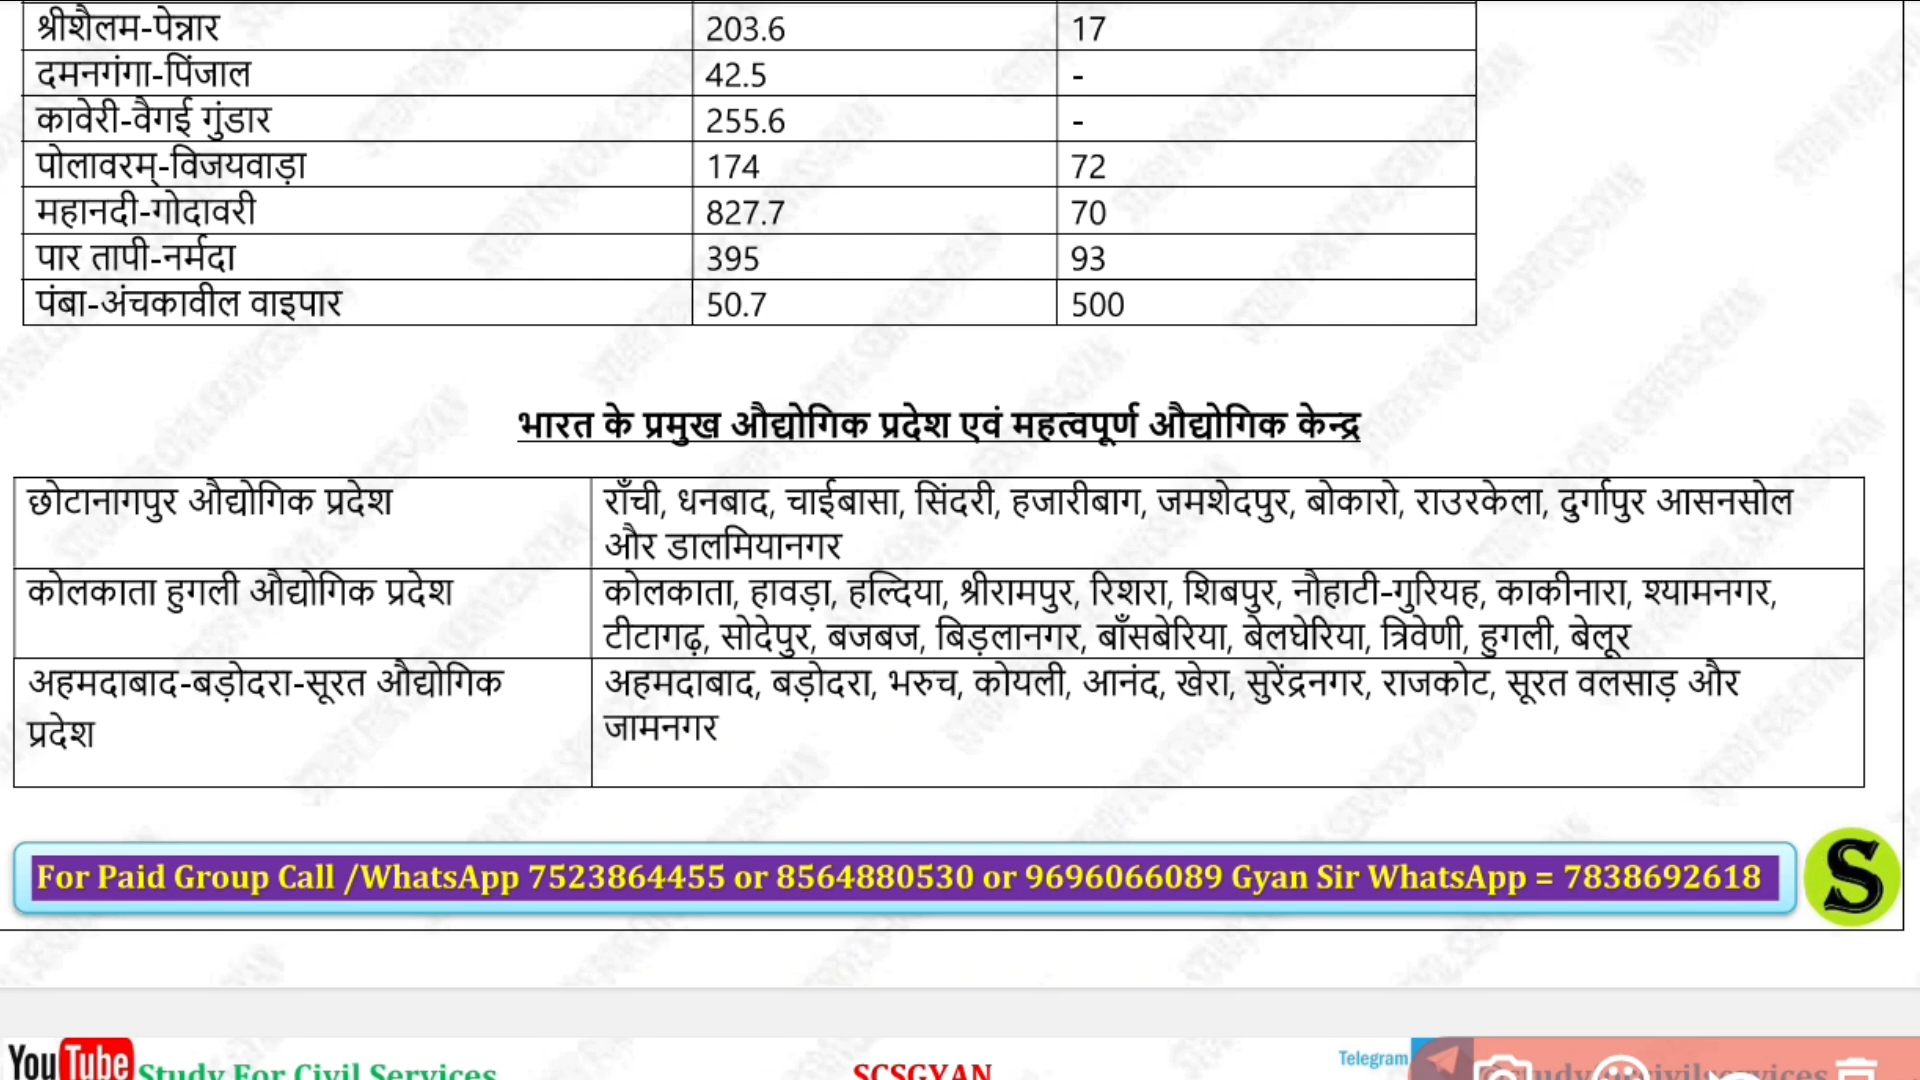 श्रीशैलम-पेन्नार 203.6 17
दमनगंगा-पिंजाल 42.5 -
कावेरी-वैगई गुंडार 255.6 -
पोलावरम्-विजयवाड़ा 174 72
महानदी-गोदावरी 827.7 70
पार तापी-नर्मदा 395 93
पंबा-अंचकावील वाइपार 50.7 500
भारत के प्रमुख औद्योगिक प्रदेश एवं महत्वपूर्ण औद्योगिक केन्द्र
छोटानागपुर औद्योगिक प्रदेश
राँची, धनबाद, चाईबासा, सिंदरी, हजारीबाग, जमशेदपुर, बोकारो, राउरकेला, दुर्गापुर आसनसोल
और डालमियानगर
कोलकाता हुगली औद्योगिक प्रदेश
कोलकाता, हावड़ा, हल्दिया, श्रीरामपुर, रिशरा, शिबपुर, नौहाटी-गुरियह, काकीनारा, श्यामनगर,
टीटागढ़, सोदेपुर, बजबज, बिड़लानगर, बाँसबेरिया, बेलघेरिया, त्रिवेणी, हुगली, बेलूर
अहमदाबाद-बड़ोदरा-सूरत औद्योगिक
प्रदेश
अहमदाबाद, बड़ोदरा, भरुच, कोयली, आनंद, खेरा, सुरेंद्रनगर, राजकोट, सूरत वलसाड़ और
जामनगर
For Paid Group Call /WhatsApp 7523864455 or 8564880530 or 9696066089 Gyan Sir WhatsApp = 7838692618
S
YouTube Study For Civil Services
SCSGYAN
Telegram